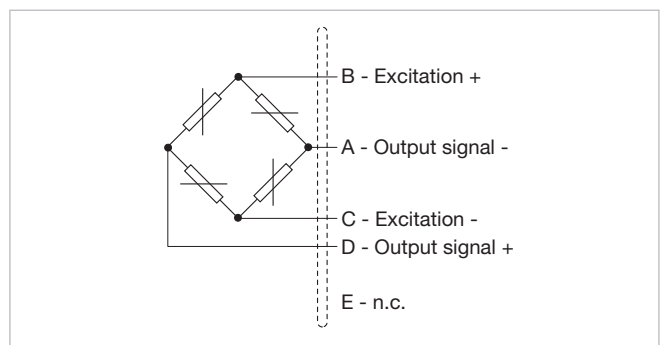 B - Excitation +
A - Output signal -
C - Excitation -
D - Output signal +
E - n.c.